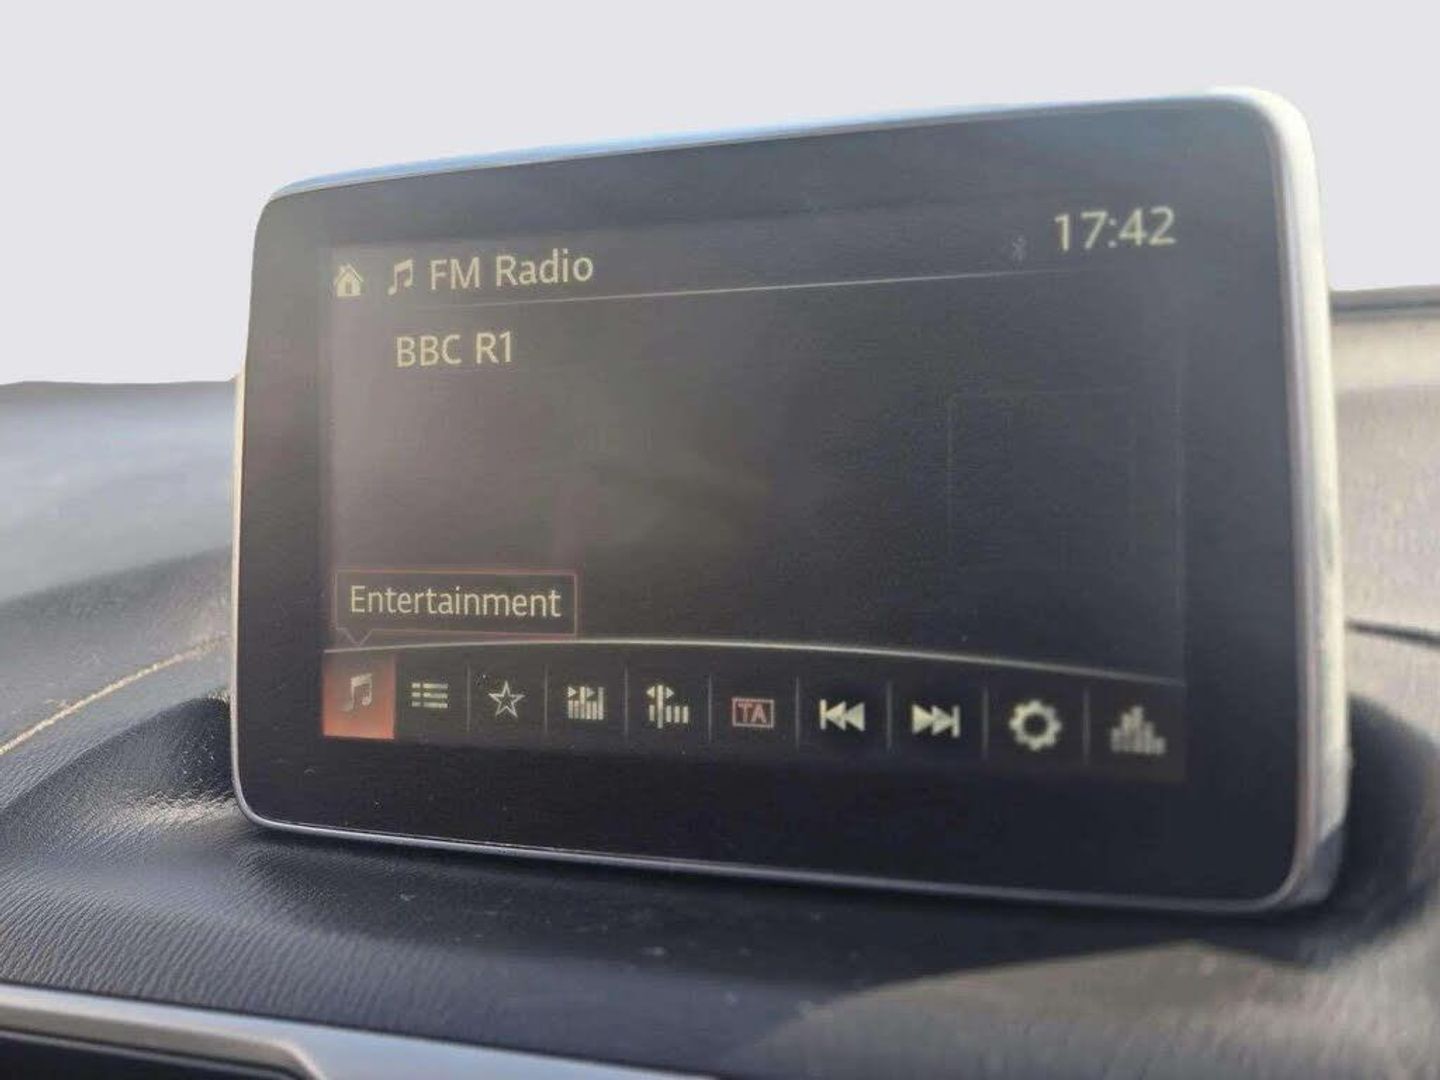 FM Radio
17:42
BBC R1
Entertainment
TA